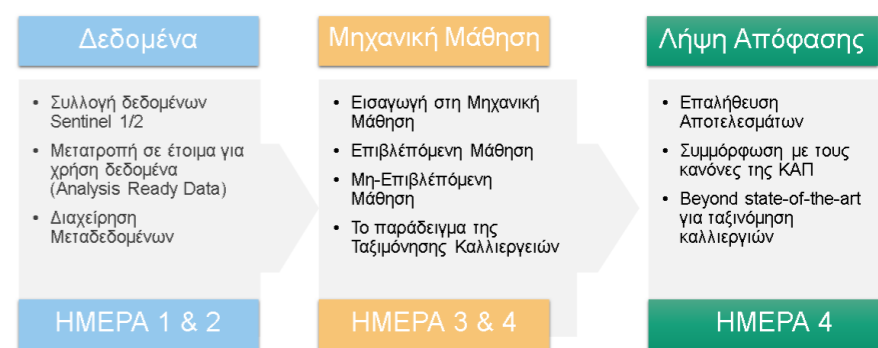 Δεδομένα
• Συλλογή δεδομένων
Sentinel 1/2
• Μετατροπή σε έτοιμα για
χρήση δεδομένα
(Analysis Ready Data)
• Διαχείρηση
Μεταδεδομένων
ΗΜΕΡΑ 1 & 2
Μηχανική Μάθηση
• Εισαγωγή στη Μηχανική
Μάθηση
• Επιβλέπόμενη Μάθηση
• Μη-Επιβλέπόμενη
Μάθηση
• Το παράδειγμα της
Ταξιμόνησης Καλλιεργειών
ΗΜΕΡΑ 3 & 4
Λήψη Απόφασης
• Επαλήθευση
Αποτελεσμάτων
• Συμμόρφωση με τους
κανόνες της ΚΑΠ
• Beyond state-of-the-art
για ταξινόμηση
καλλιεργιών
ΗΜΕΡΑ 4